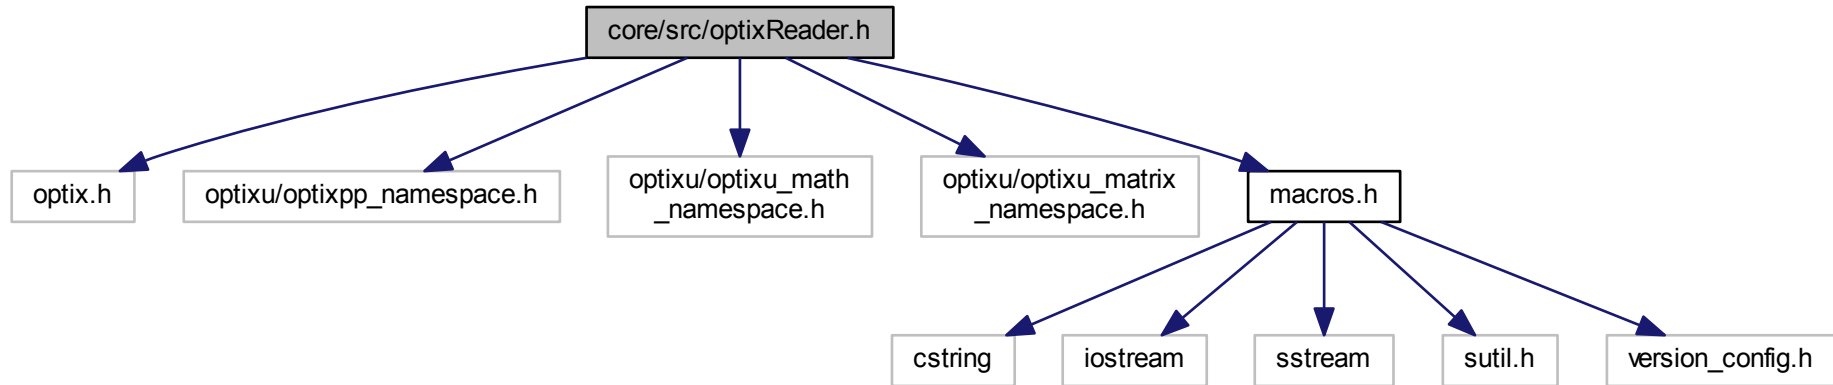 core/src/optixReader.h
optix.h
optixu/optixpp_namespace.h
optixu/optixu_math
_namespace.h
optixu/optixu_matrix
_namespace.h
macros.h
cstring
iostream
sstream
sutil.h
version_config.h